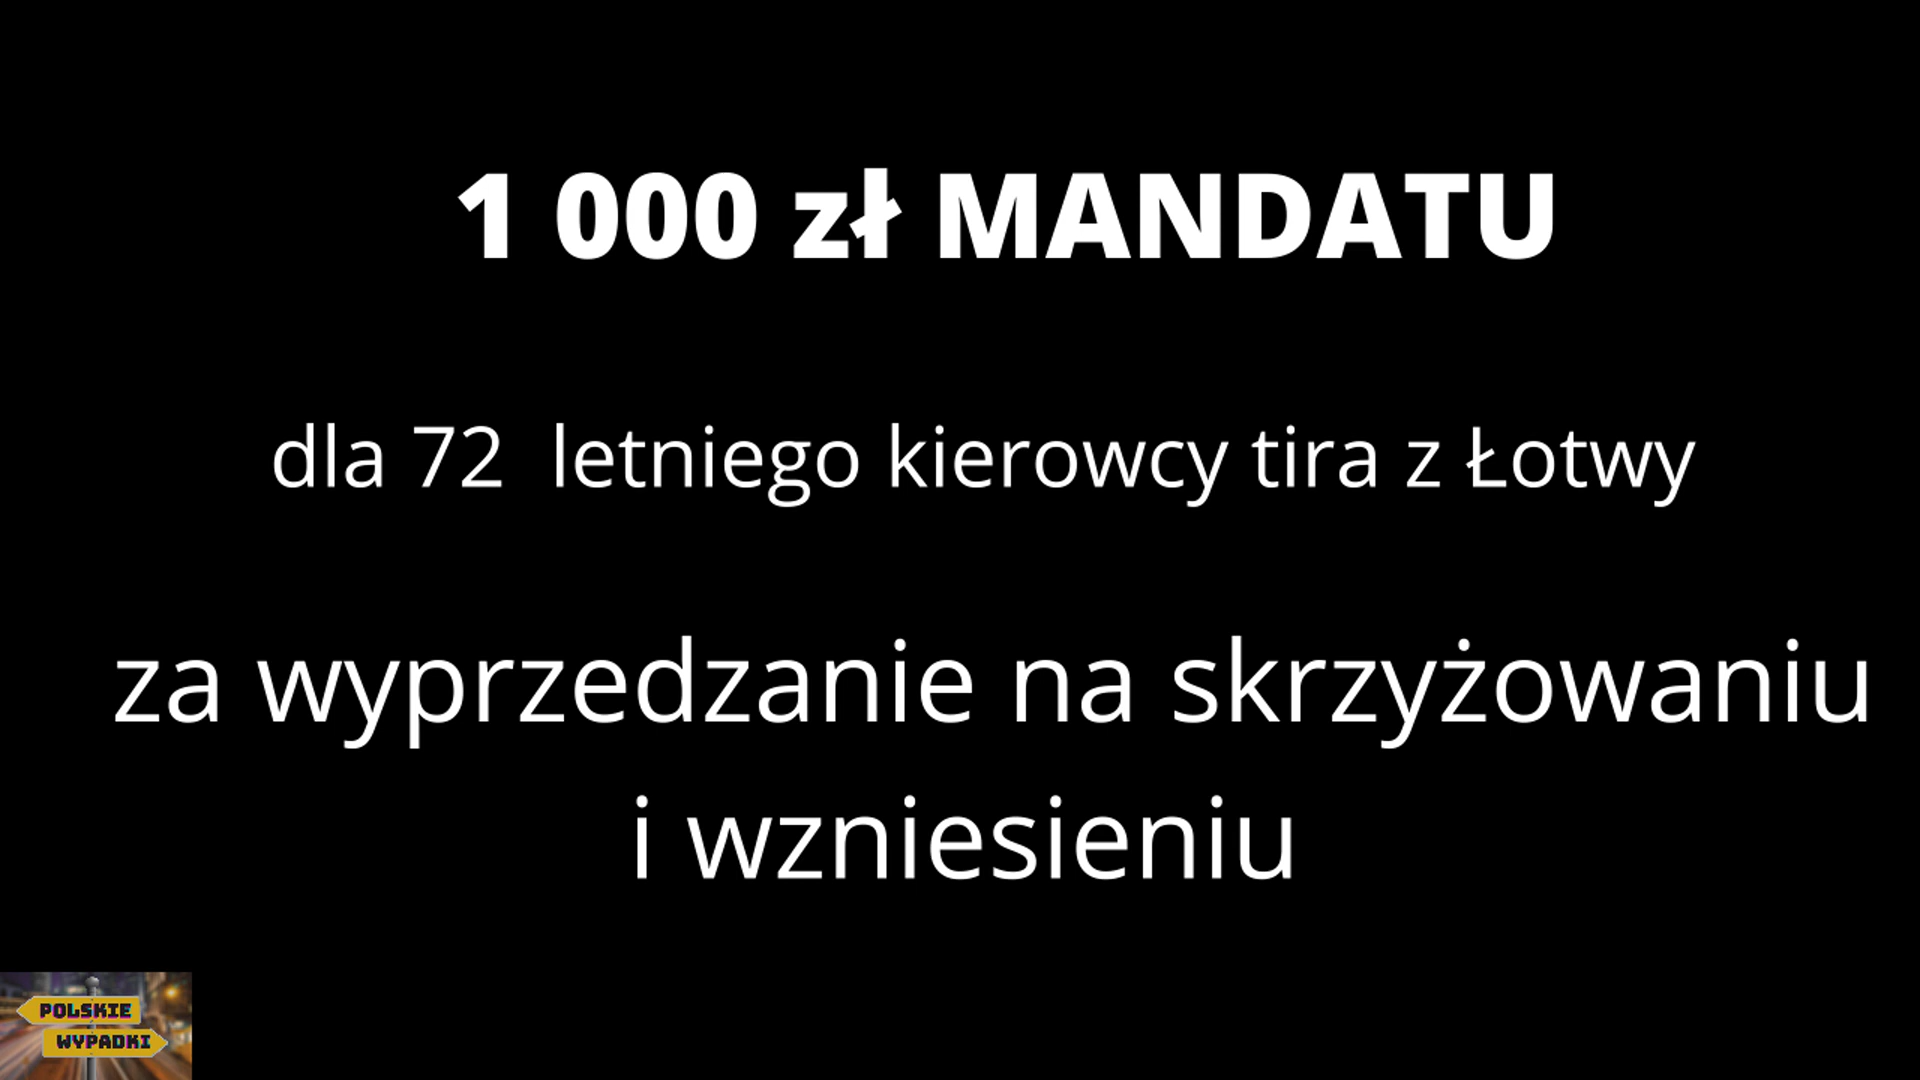 1 000 zł MANDATU
dla 72 letniego kierowcy tira z Łotwy
za wyprzedzanie na skrzyżowaniu
i wzniesieniu
POLSKIE
WYPADKI